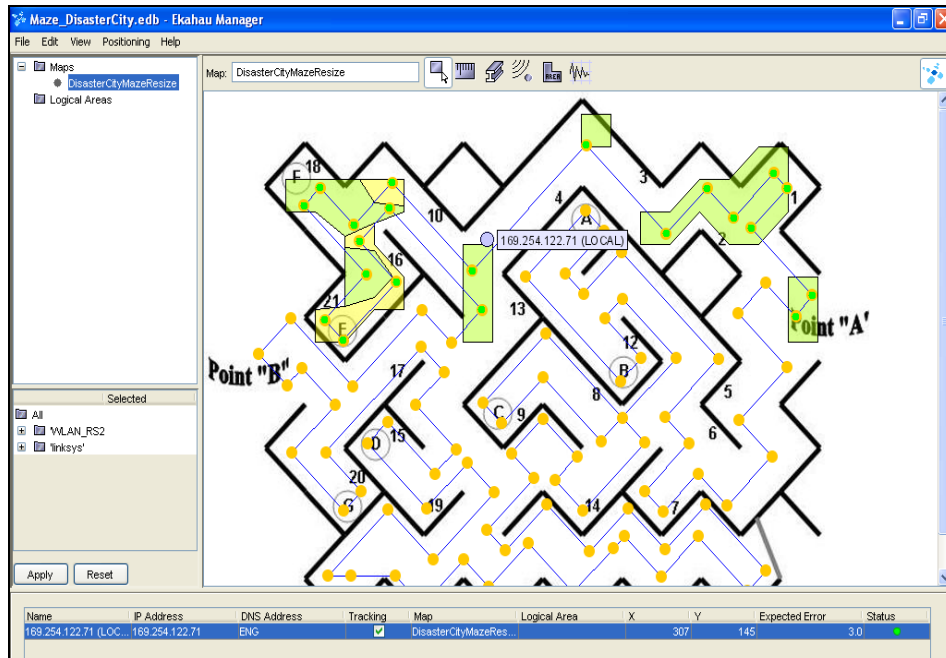 Maze_DisasterCity.edb - Ekahau Manager
File Edit View Positioning Help
Maps
DisasterCityMazeResize
Logical Areas
Map: DisasterCityMazeResize
AREA
18
F
3
4
1
10
A
2
169.254.122.71 (LOCAL)
16
21
13
E
Point "A'
12
Point "B"
17
B
8
5
C
9
6
15
D
20
G
19
14
7
Selected
All
'WLAN_RS2
'linksys'
Apply Reset
Name IP Address DNS Address Tracking Map Logical Area X Y Expected Error Status
169.254.122.71 (LOC... 169.254.122.71 ENG DisasterCityMazeRes... 307 145 3.0